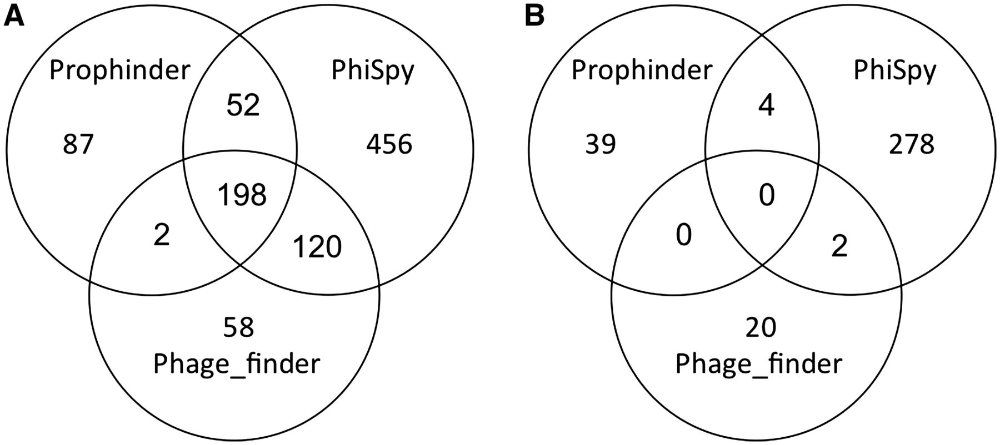 A
Prophinder
PhiSpy
52
87
456
198
2
120
58
Phage_finder
B
Prophinder
PhiSpy
4
39
278
0
0
2
20
Phage_finder